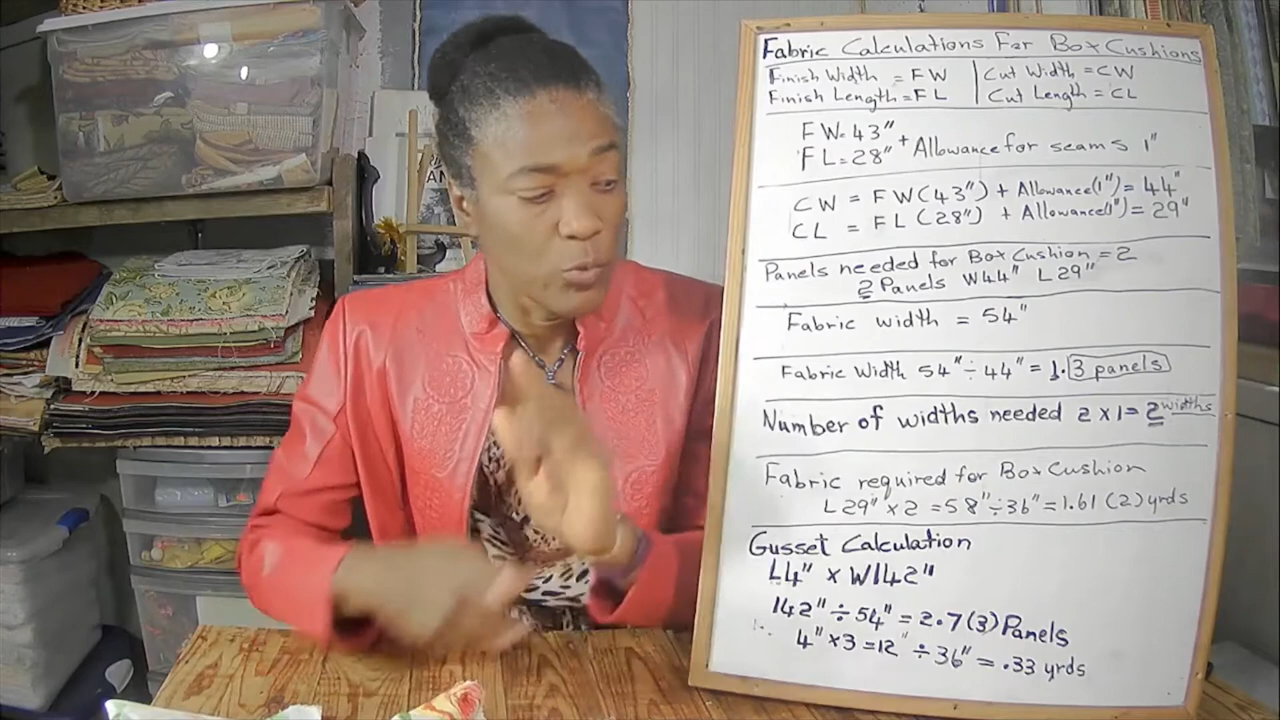 Fabric Calculations For Box Cushions
Finish Width = FW | Cut Width = CW
Finish Length = FL | Cut Length = CL
FW = 43"
FL = 28" + Allowance for seams 1"
CW = FW (43") + Allowance(1") = 44"
CL = FL (28") + Allowance(1") = 29"
Panels needed for Box Cushion = 2
2 Panels W44" L29"
Fabric width = 54"
Fabric Width 54" ÷ 44" = 1.3 panels
Number of widths needed 2 x 1 = 2 widths
Fabric required for Box Cushion
L29" x 2 = 58" ÷ 36" = 1.61 (2) yrds
Gusset Calculation
L4" x W142"
142" ÷ 54" = 2.7 (3) Panels
4" x 3 = 12" ÷ 36" = .33 yrds